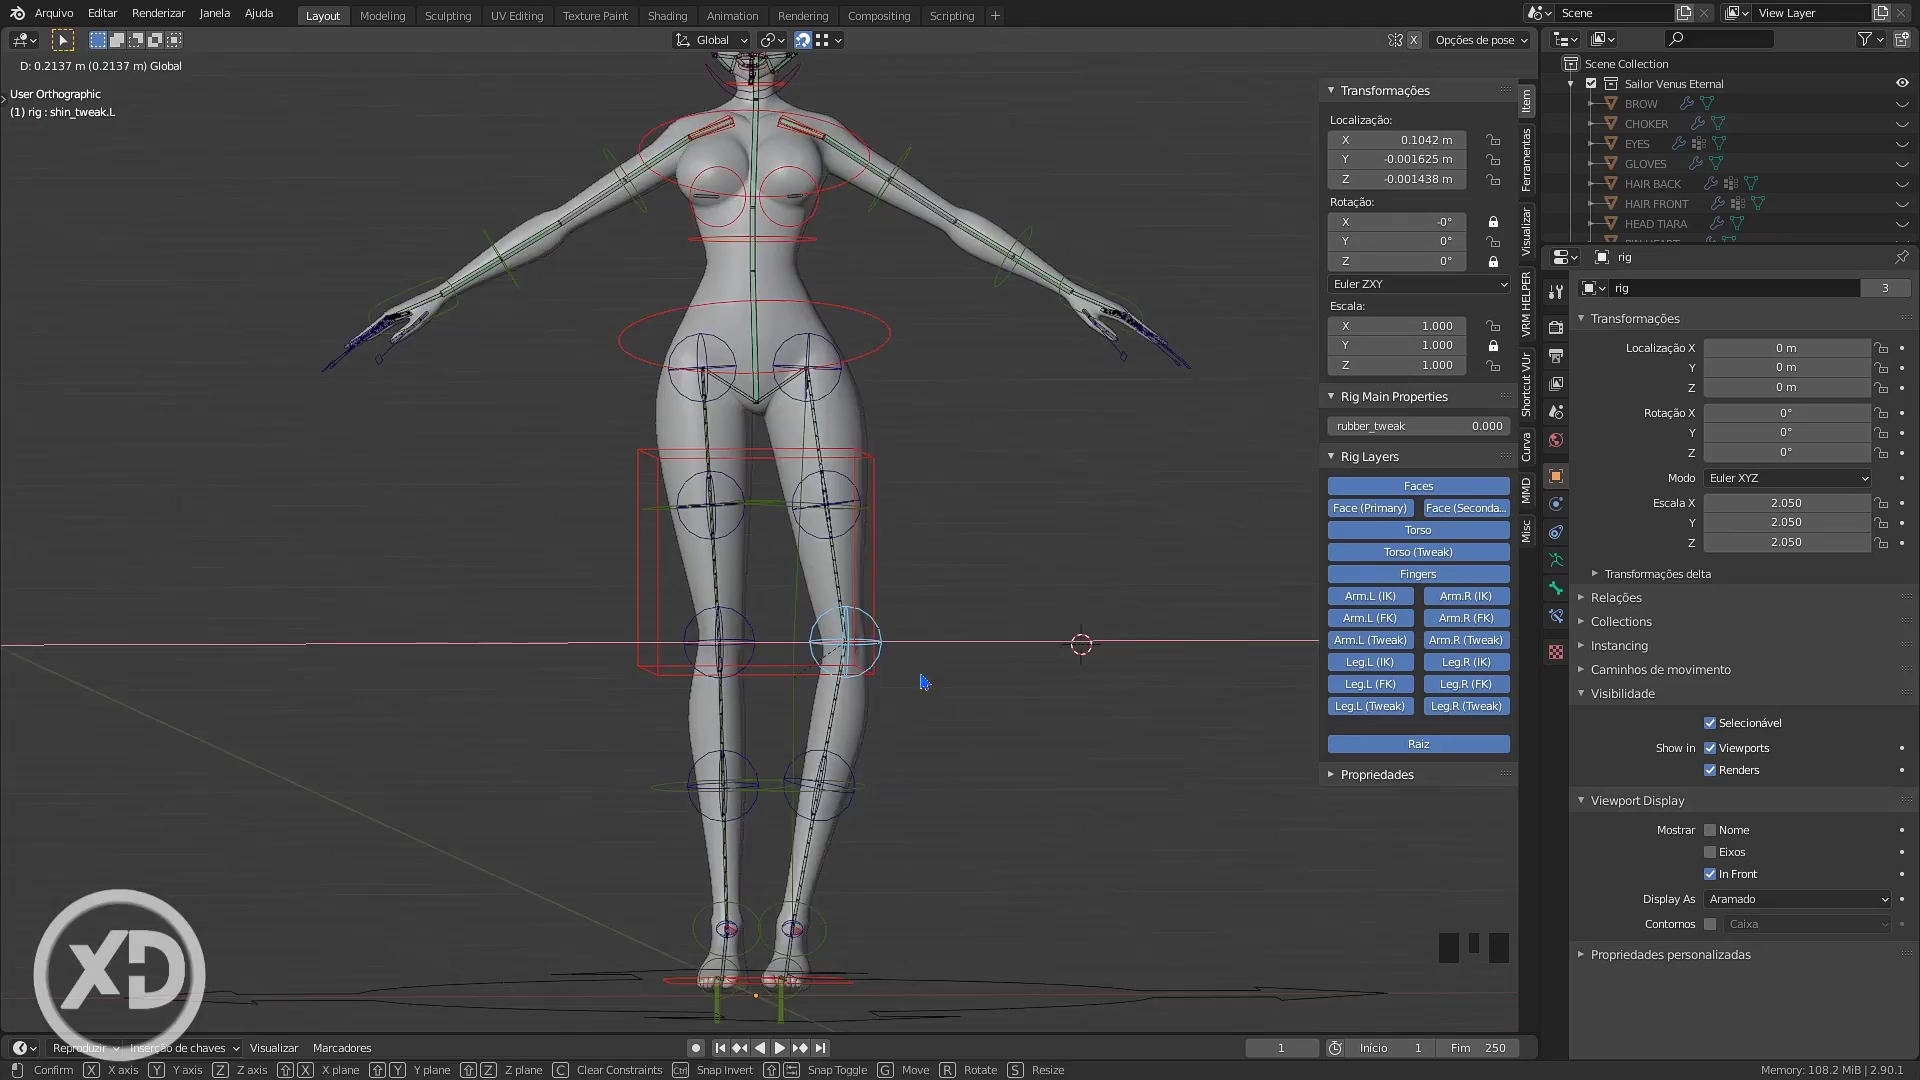 Arquivo Editar Renderizar Janela Ajuda Layout Modeling Sculpting UV Editing Texture Paint Shading Animation Rendering Compositing Scripting + Scene View Layer
Global X Opções de pose
D: 0.2137 m (0.2137 m) Global
User Orthographic
(1) rig : shin_tweak.L
Transformações
Localização:
X 0.1042 m
Y -0.001625 m
Z -0.001438 m
Rotação:
X -0°
Y 0°
Z 0°
Euler ZXY
Escala:
X 1.000
Y 1.000
Z 1.000
Rig Main Properties
rubber_tweak 0.000
Rig Layers
Faces
Face (Primary) Face (Seconda...
Torso
Torso (Tweak)
Fingers
Arm.L (IK) Arm.R (IK)
Arm.L (FK) Arm.R (FK)
Arm.L (Tweak) Arm.R (Tweak)
Leg.L (IK) Leg.R (IK)
Leg.L (FK) Leg.R (FK)
Leg.L (Tweak) Leg.R (Tweak)
Raiz
Propriedades
Item
Ferramentas
Visualizar
VRM HELPER
Shortcut VUr
Curva
MMD
Misc
Scene Collection
Sailor Venus Eternal
BROW
CHOKER
EYES
GLOVES
HAIR BACK
HAIR FRONT
HEAD TIARA
rig
rig 3
Transformações
Localização X 0 m
Y 0 m
Z 0 m
Rotação X 0°
Y 0°
Z 0°
Modo Euler XYZ
Escala X 2.050
Y 2.050
Z 2.050
Transformações delta
Relações
Collections
Instancing
Caminhos de movimento
Visibilidade
Selecionável
Show in Viewports
Renders
Viewport Display
Mostrar Nome
Eixos
In Front
Display As Aramado
Contornos Caixa
Propriedades personalizadas
XD
Reproduzir Inserção de chaves Visualizar Marcadores 1 Início 1 Fim 250
Confirm X X axis Y Y axis Z Z axis X X plane Y Y plane Z Z plane C Clear Constraints Ctrl Snap Invert Snap Toggle G Move R Rotate S Resize Memory: 108.2 MiB | 2.90.1